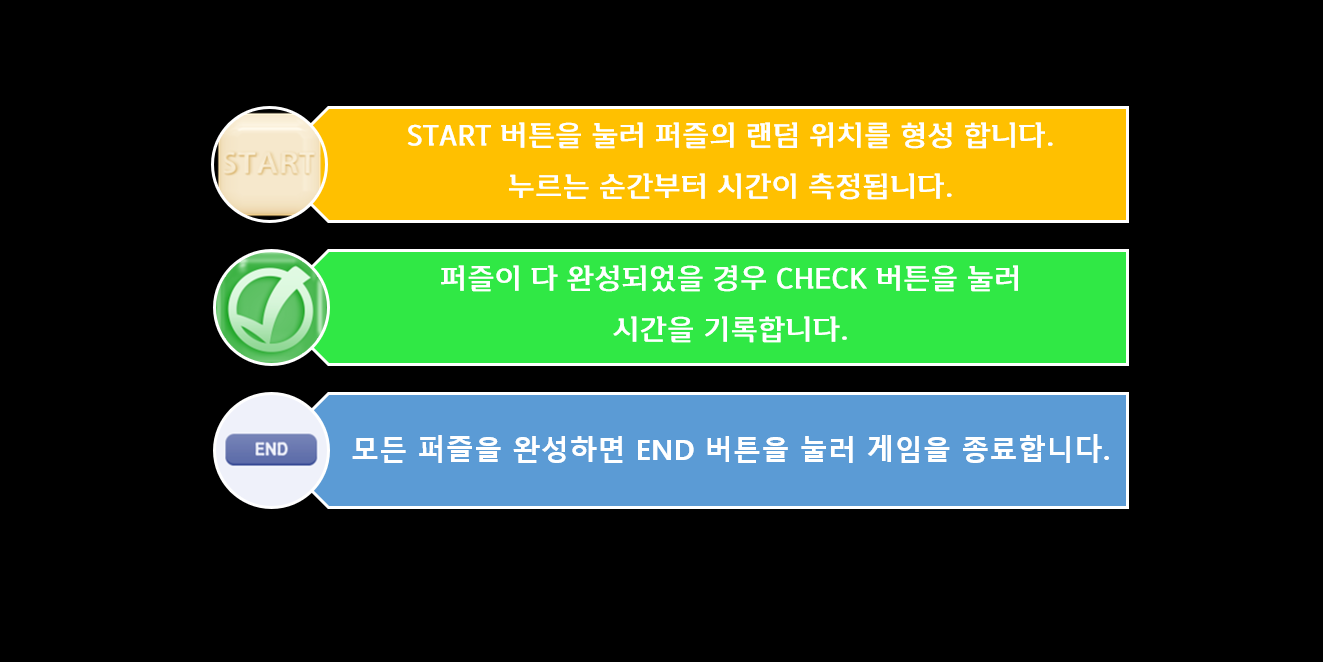 START
START 버튼을 눌러 퍼즐의 랜덤 위치를 형성 합니다.
누르는 순간부터 시간이 측정됩니다.
퍼즐이 다 완성되었을 경우 CHECK 버튼을 눌러
시간을 기록합니다.
END
모든 퍼즐을 완성하면 END 버튼을 눌러 게임을 종료합니다.